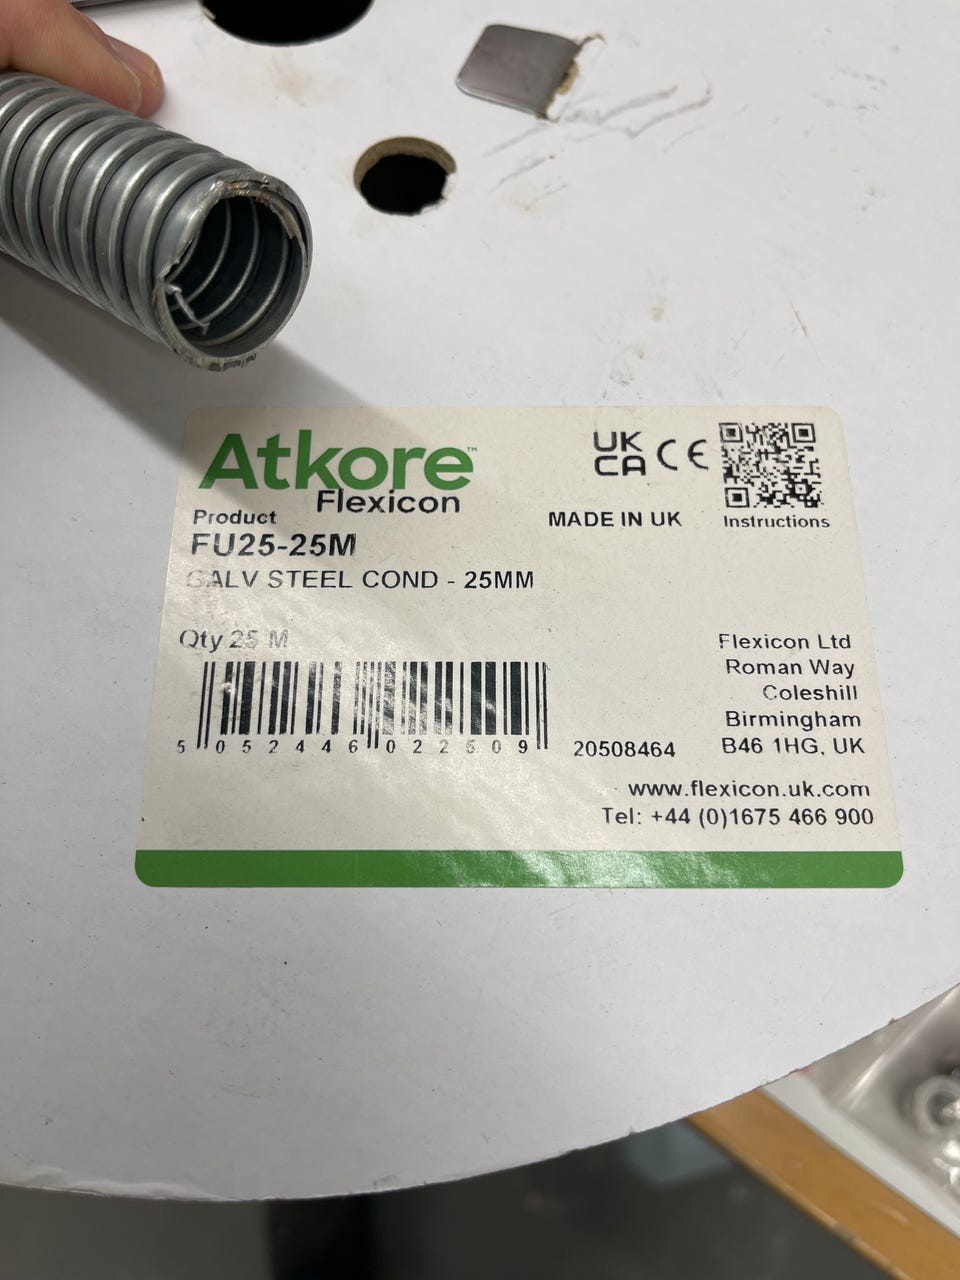 Atkore™
Flexicon
UK
CA CE
Product
MADE IN UK
Instructions
FU25-25M
GALV STEEL COND - 25MM
Qty 25 M
Flexicon Ltd
Roman Way
Coleshill
Birmingham
B46 1HG, UK
5 052446 022509
20508464
www.flexicon.uk.com
Tel: +44 (0)1675 466 900